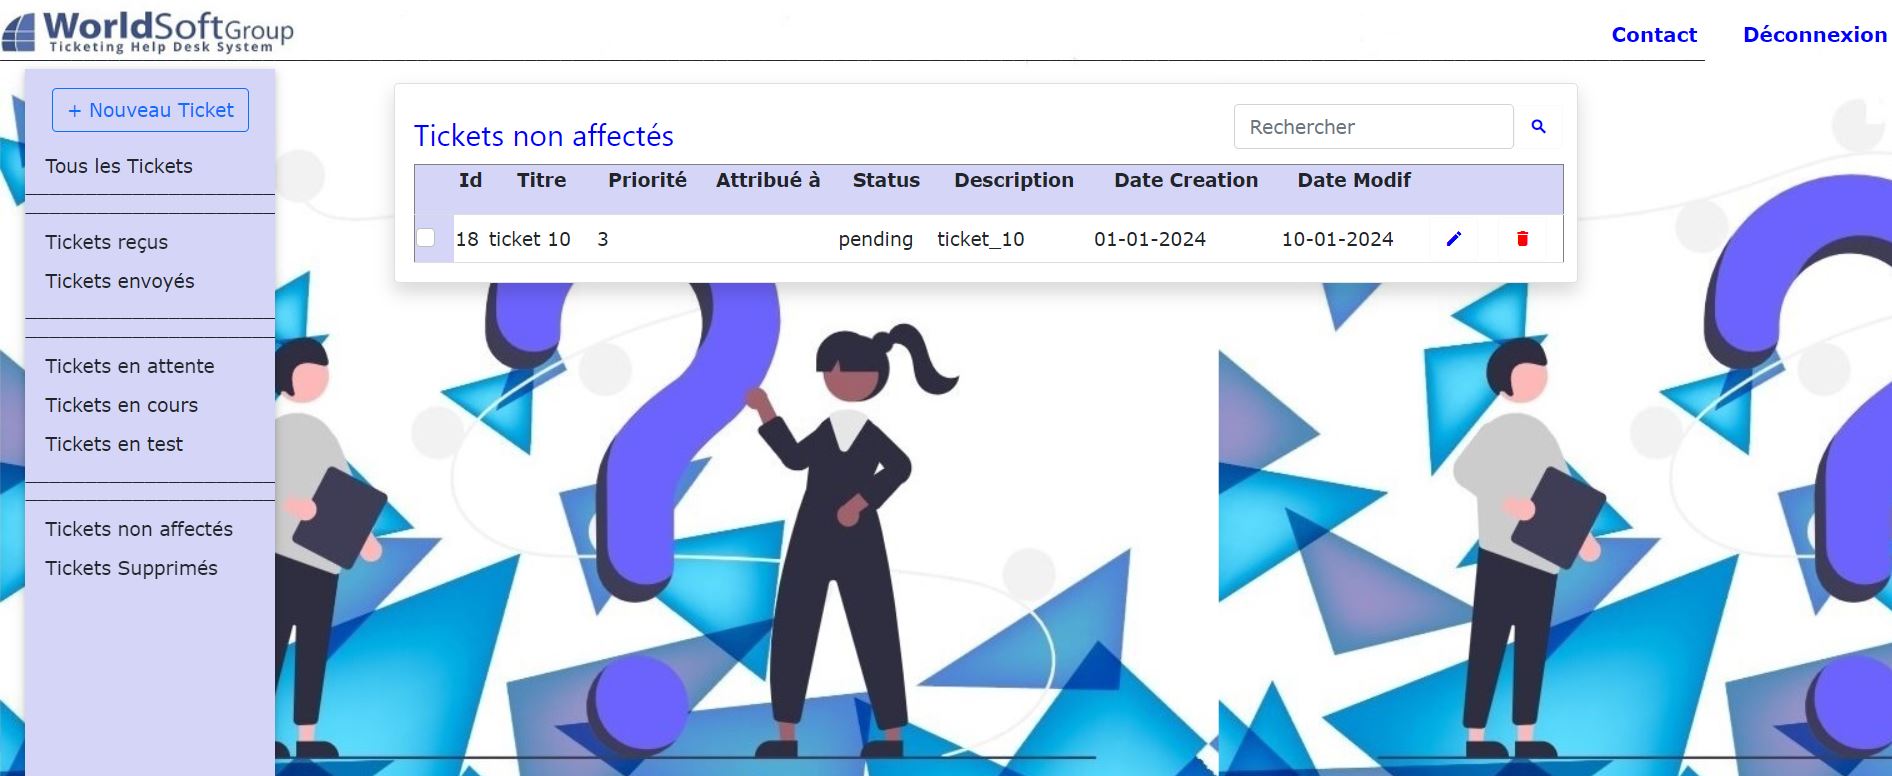 WorldSoftGroup
Ticketing Help Desk System
Contact Déconnexion
+ Nouveau Ticket
Tous les Tickets
Tickets reçus
Tickets envoyés
Tickets en attente
Tickets en cours
Tickets en test
Tickets non affectés
Tickets Supprimés
Tickets non affectés
Rechercher
Id Titre Priorité Attribué à Status Description Date Creation Date Modif
18 ticket 10 3 pending ticket_10 01-01-2024 10-01-2024